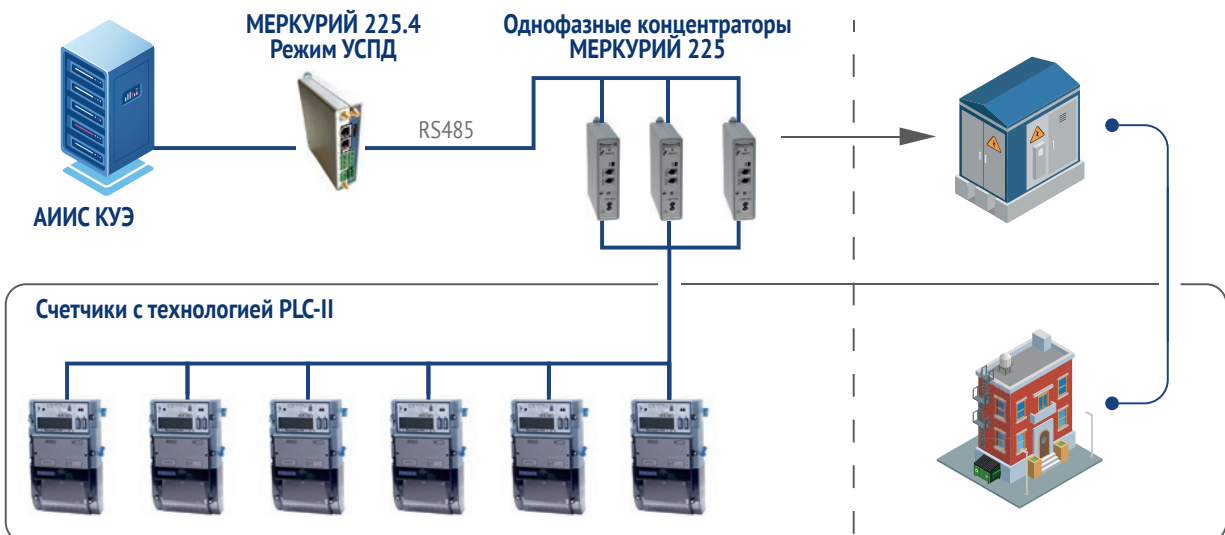 МЕРКУРИЙ 225.4
Режим УСПД
Однофазные концентраторы
МЕРКУРИЙ 225
RS485
АИИС КУЭ
Счетчики с технологией PLC-II